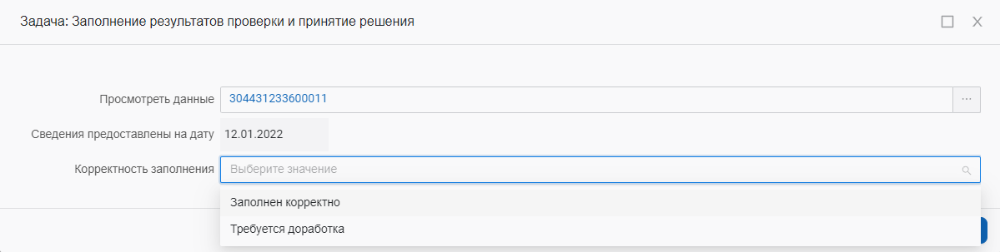 Задача: Заполнение результатов проверки и принятие решения
Просмотреть данные 304431233600011 ...
Сведения предоставлены на дату 12.01.2022
Корректность заполнения Выберите значение
Заполнен корректно
Требуется доработка